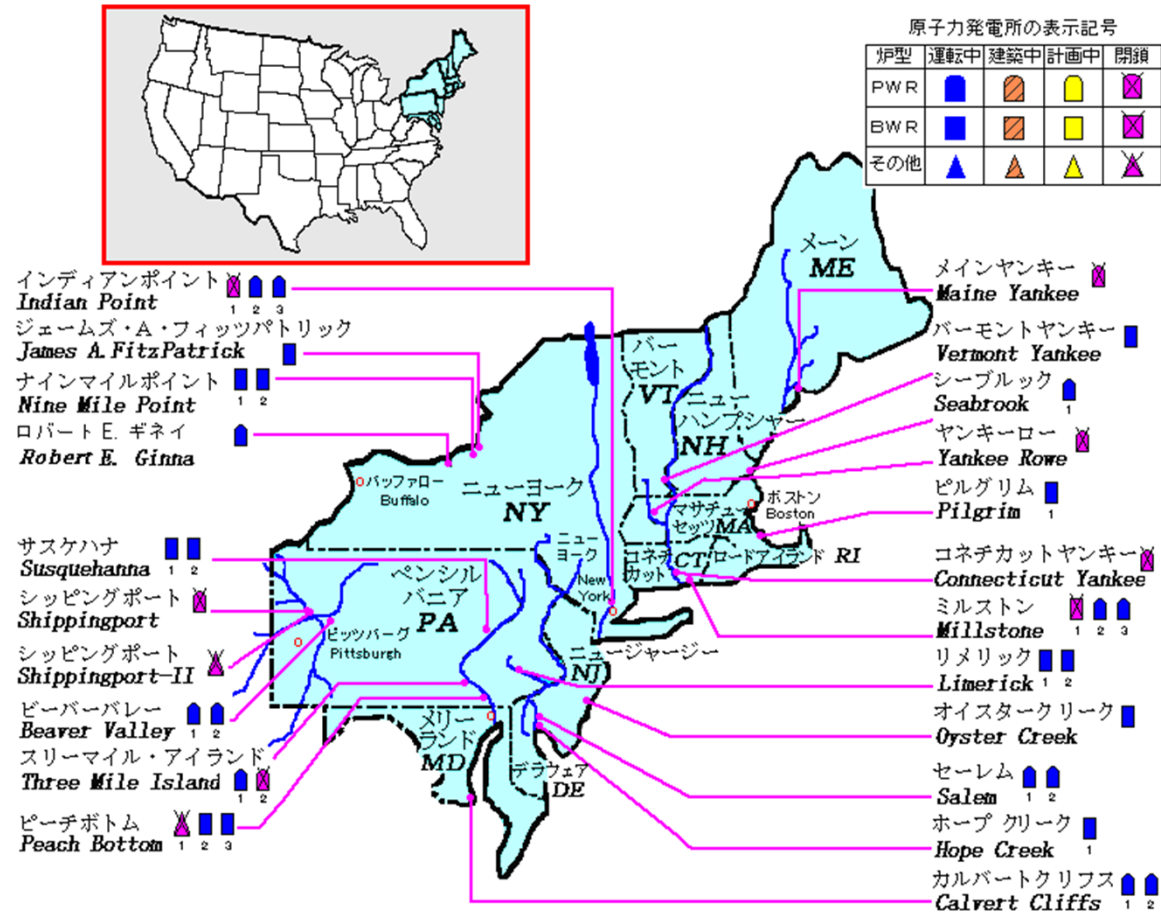 原子力発電所の表示記号
炉型 運転中 建築中 計画中 閉鎖
PWR
BWR
その他
インディアンポイント
Indian Point
1 2 3
ジェームズ・A・フィッツパトリック
James A.FitzPatrick
ナインマイルポイント
Nine Mile Point
1 2
ロバートE. ギネイ
Robert E. Ginna
サスケハナ
Susquehanna
1 2
シッピングポート
Shippingport
シッピングポート
Shippingport-II
ビーバーバレー
Beaver Valley
1 2
スリーマイル・アイランド
Three Mile Island
1 2
ピーチボトム
Peach Bottom
1 2 3
メーン
ME
バー
モント
VT
ニュー
ハンプシャー
NH
バッファロー
Buffalo
ニューヨーク
NY
マサチュー
セッツ
MA
ボストン
Boston
コネチ
カット
CT
ロードアイランド RI
ニュー
ヨーク
New
York
ペンシル
バニア
PA
ピッツバーグ
Pittsburgh
ニュージャージー
NJ
メリー
ランド
MD
デラウェア
DE
メインヤンキー
Maine Yankee
バーモントヤンキー
Vermont Yankee
シーブルック
Seabrook
1
ヤンキーロー
Yankee Rowe
ピルグリム
Pilgrim
1
コネチカットヤンキー
Connecticut Yankee
ミルストン
Millstone
1 2 3
リメリック
Limerick
1 2
オイスタークリーク
Oyster Creek
セーレム
Salem
1 2
ホープ クリーク
Hope Creek
1
カルバートクリフス
Calvert Cliffs
1 2